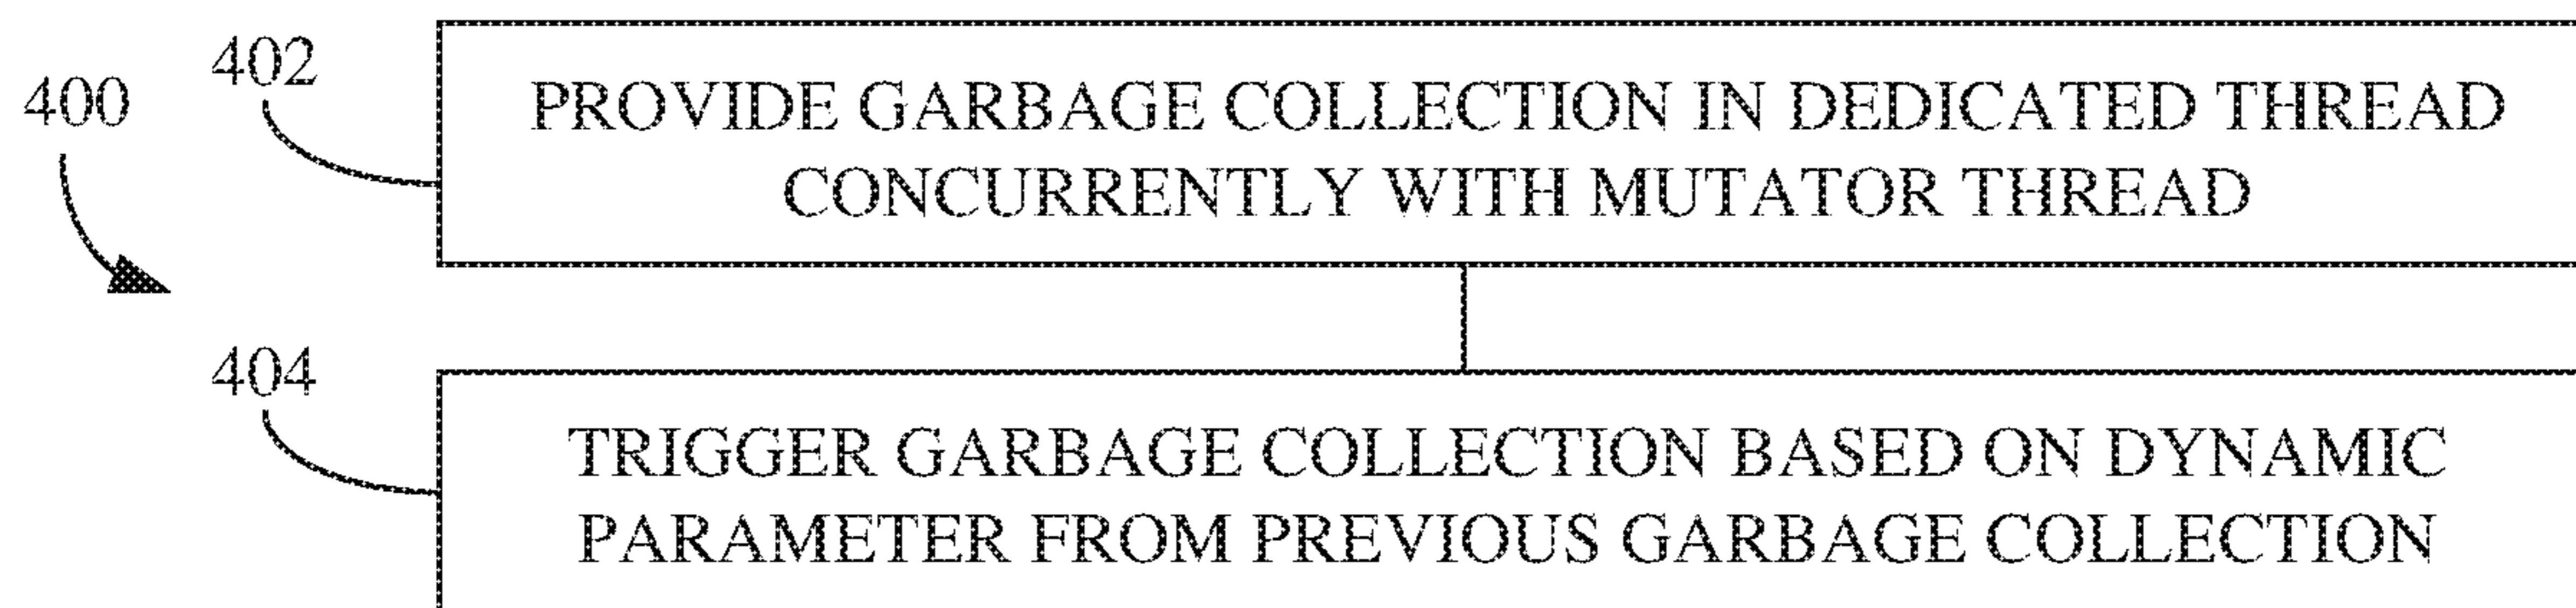 400
402
PROVIDE GARBAGE COLLECTION IN DEDICATED THREAD
CONCURRENTLY WITH MUTATOR THREAD
404
TRIGGER GARBAGE COLLECTION BASED ON DYNAMIC
PARAMETER FROM PREVIOUS GARBAGE COLLECTION